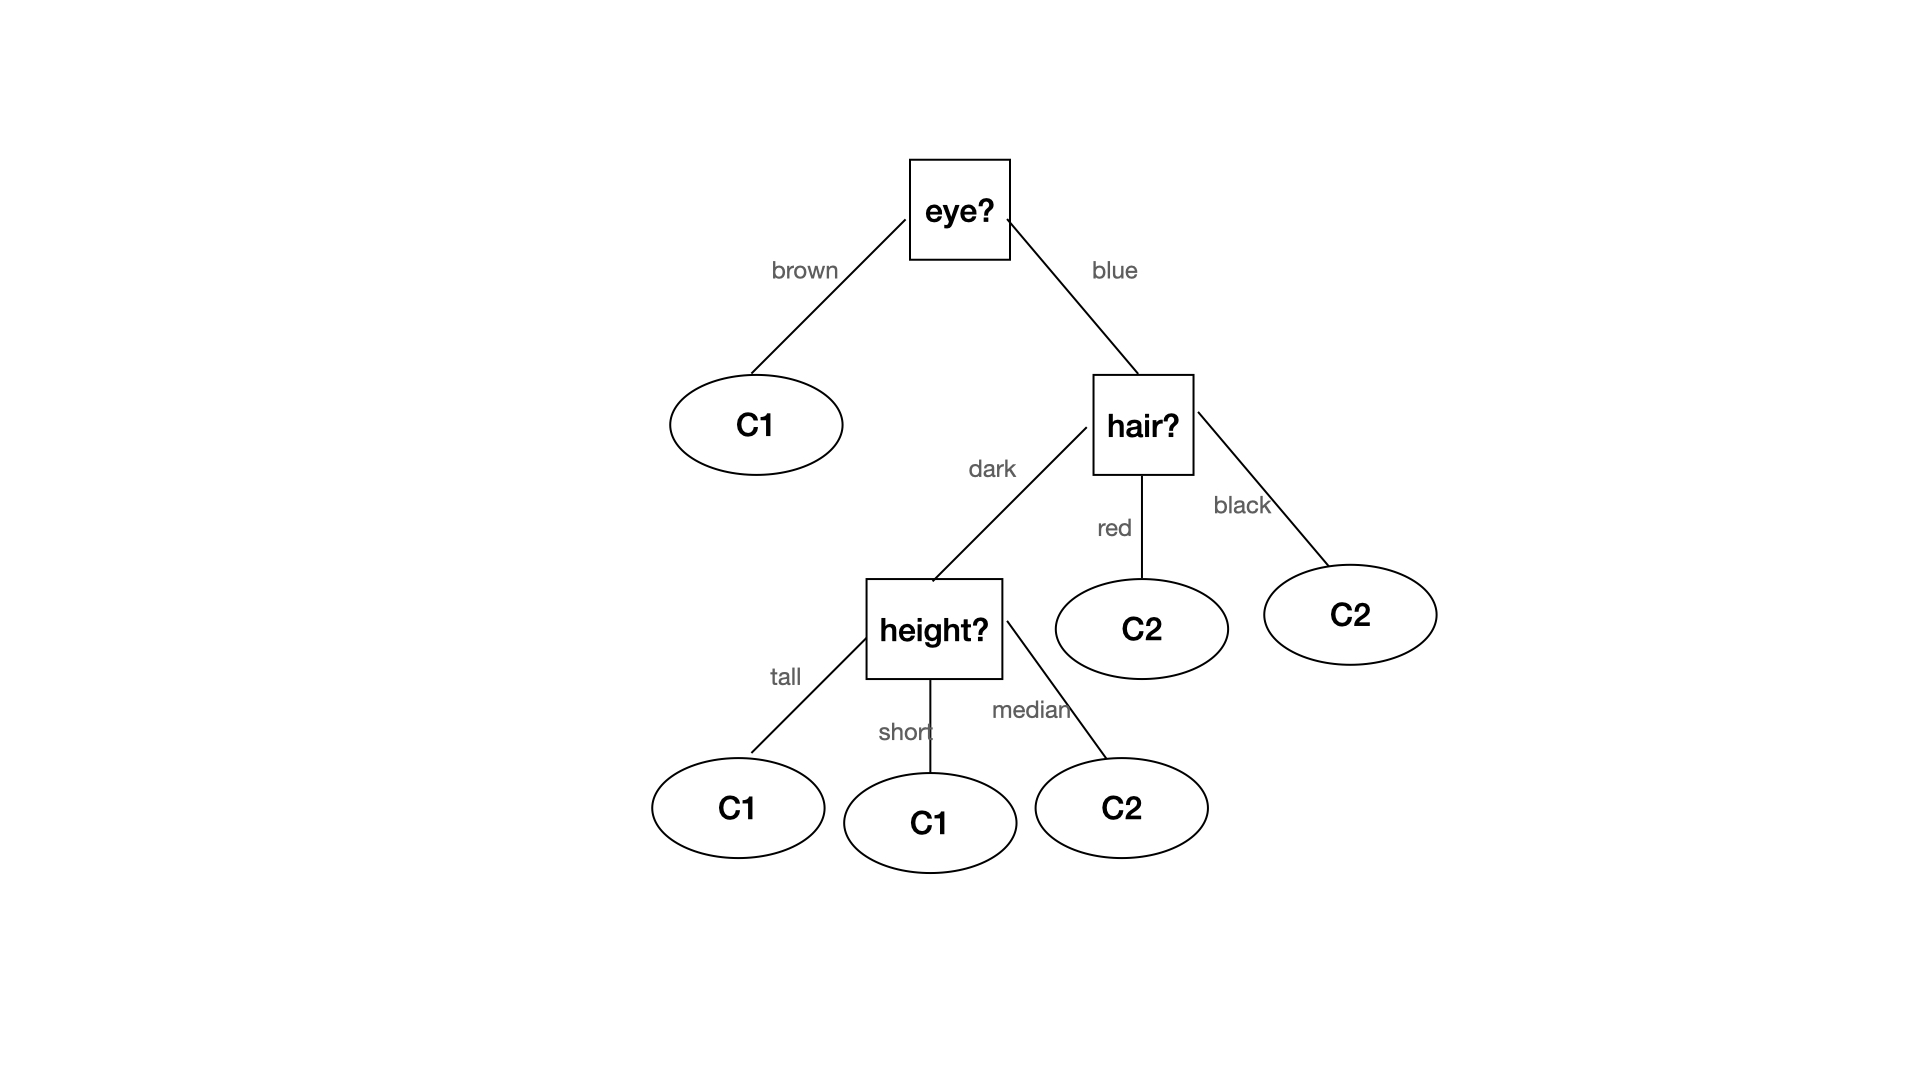 eye?
brown
blue
C1
hair?
dark
red
black
height?
C2
C2
tall
short
median
C1
C1
C2